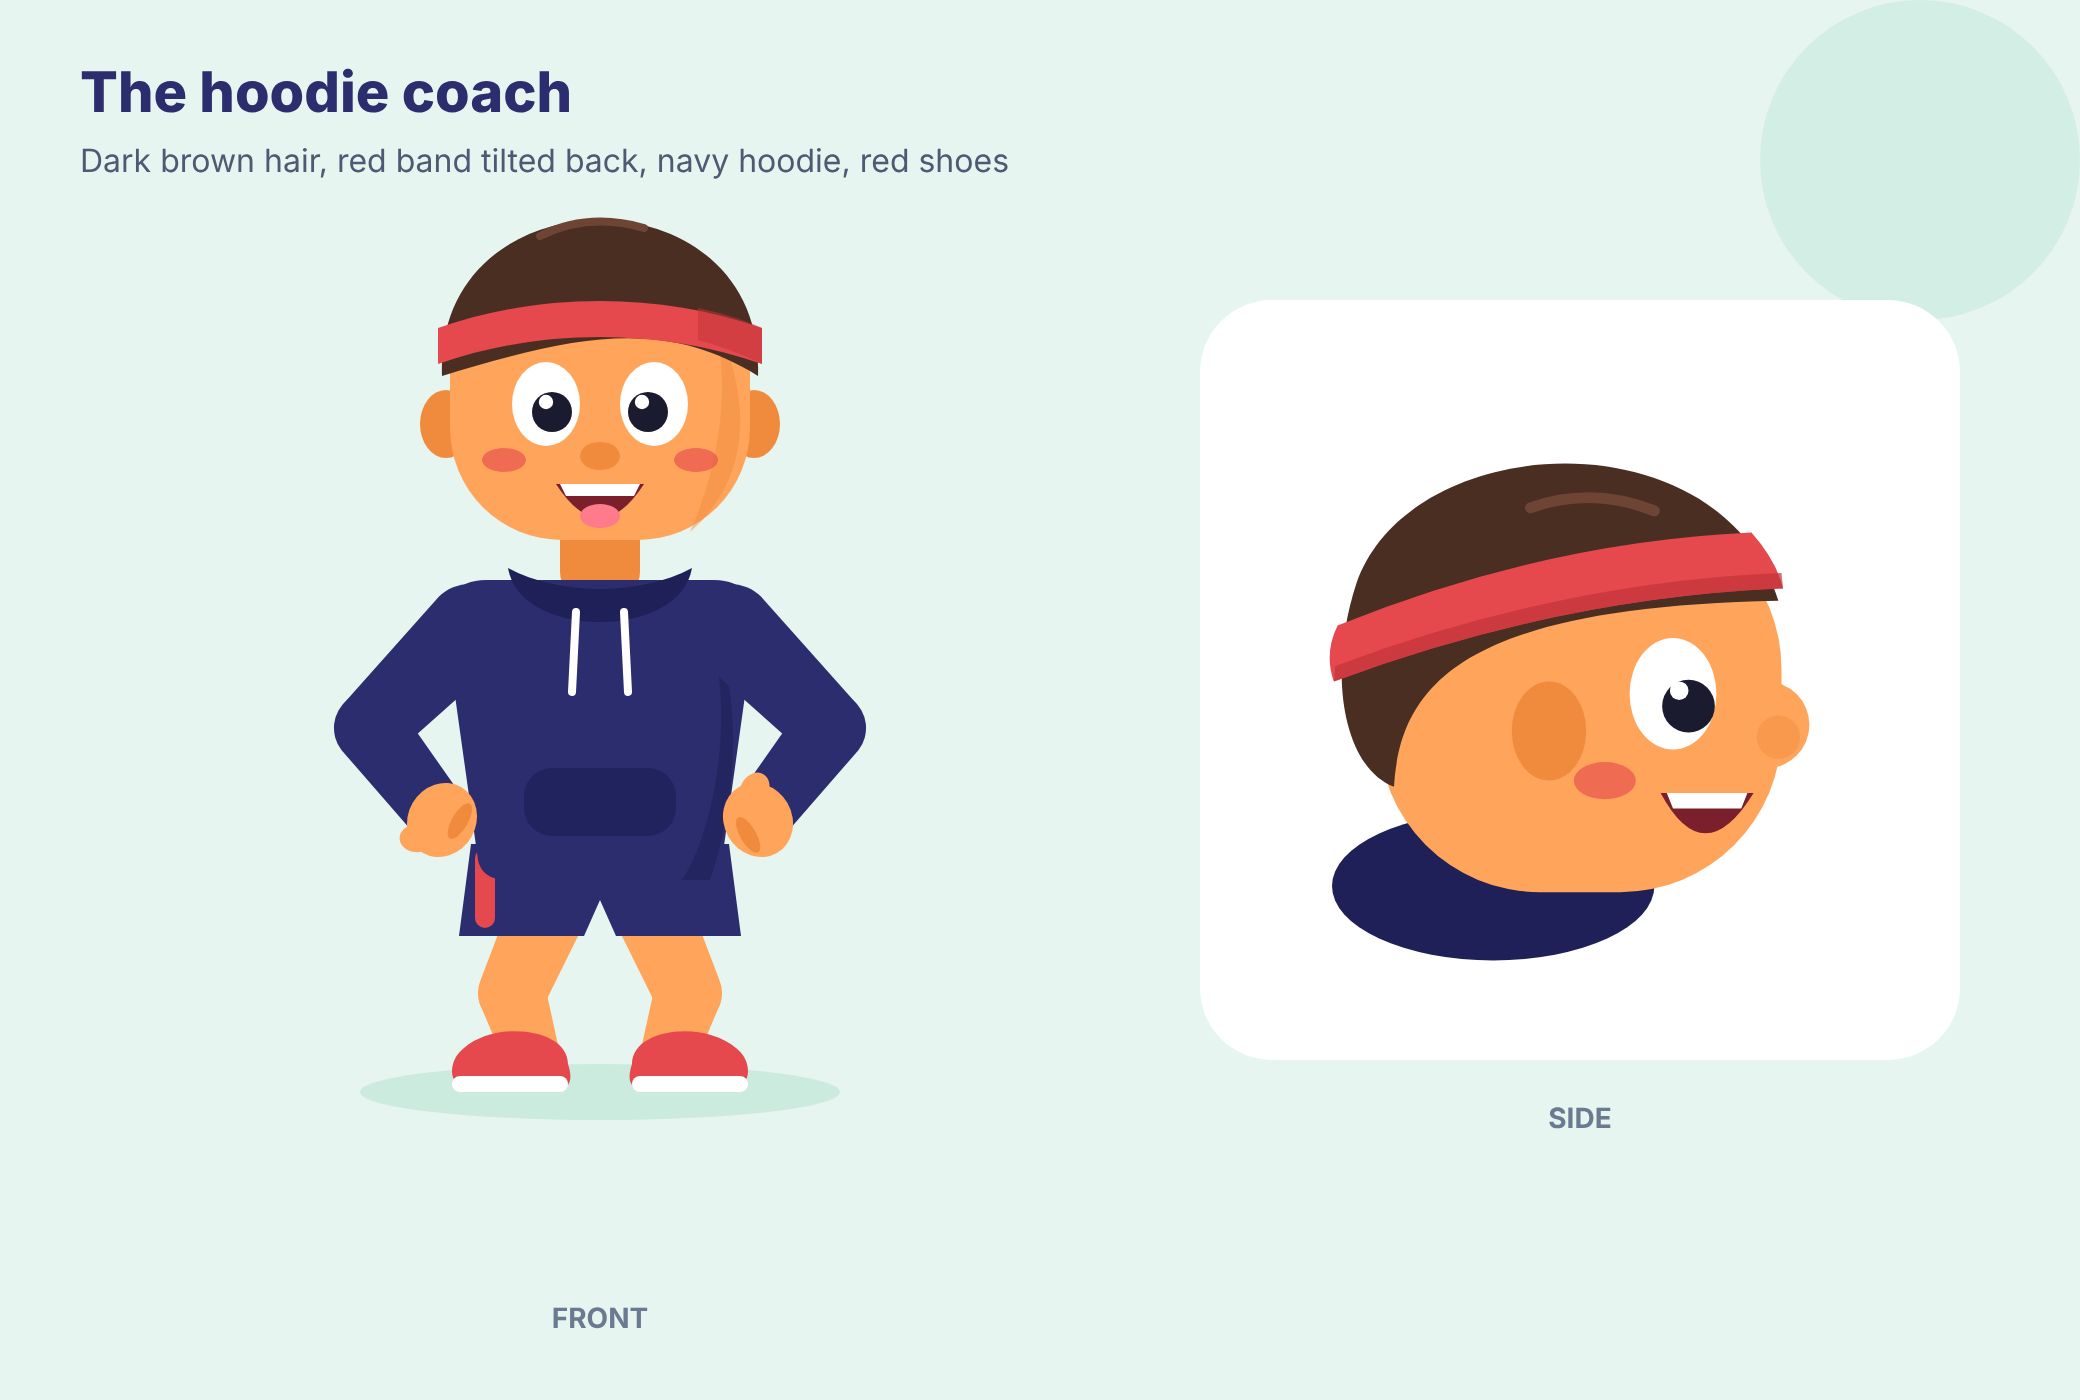 The hoodie coach
Dark brown hair, red band tilted back, navy hoodie, red shoes
SIDE
FRONT